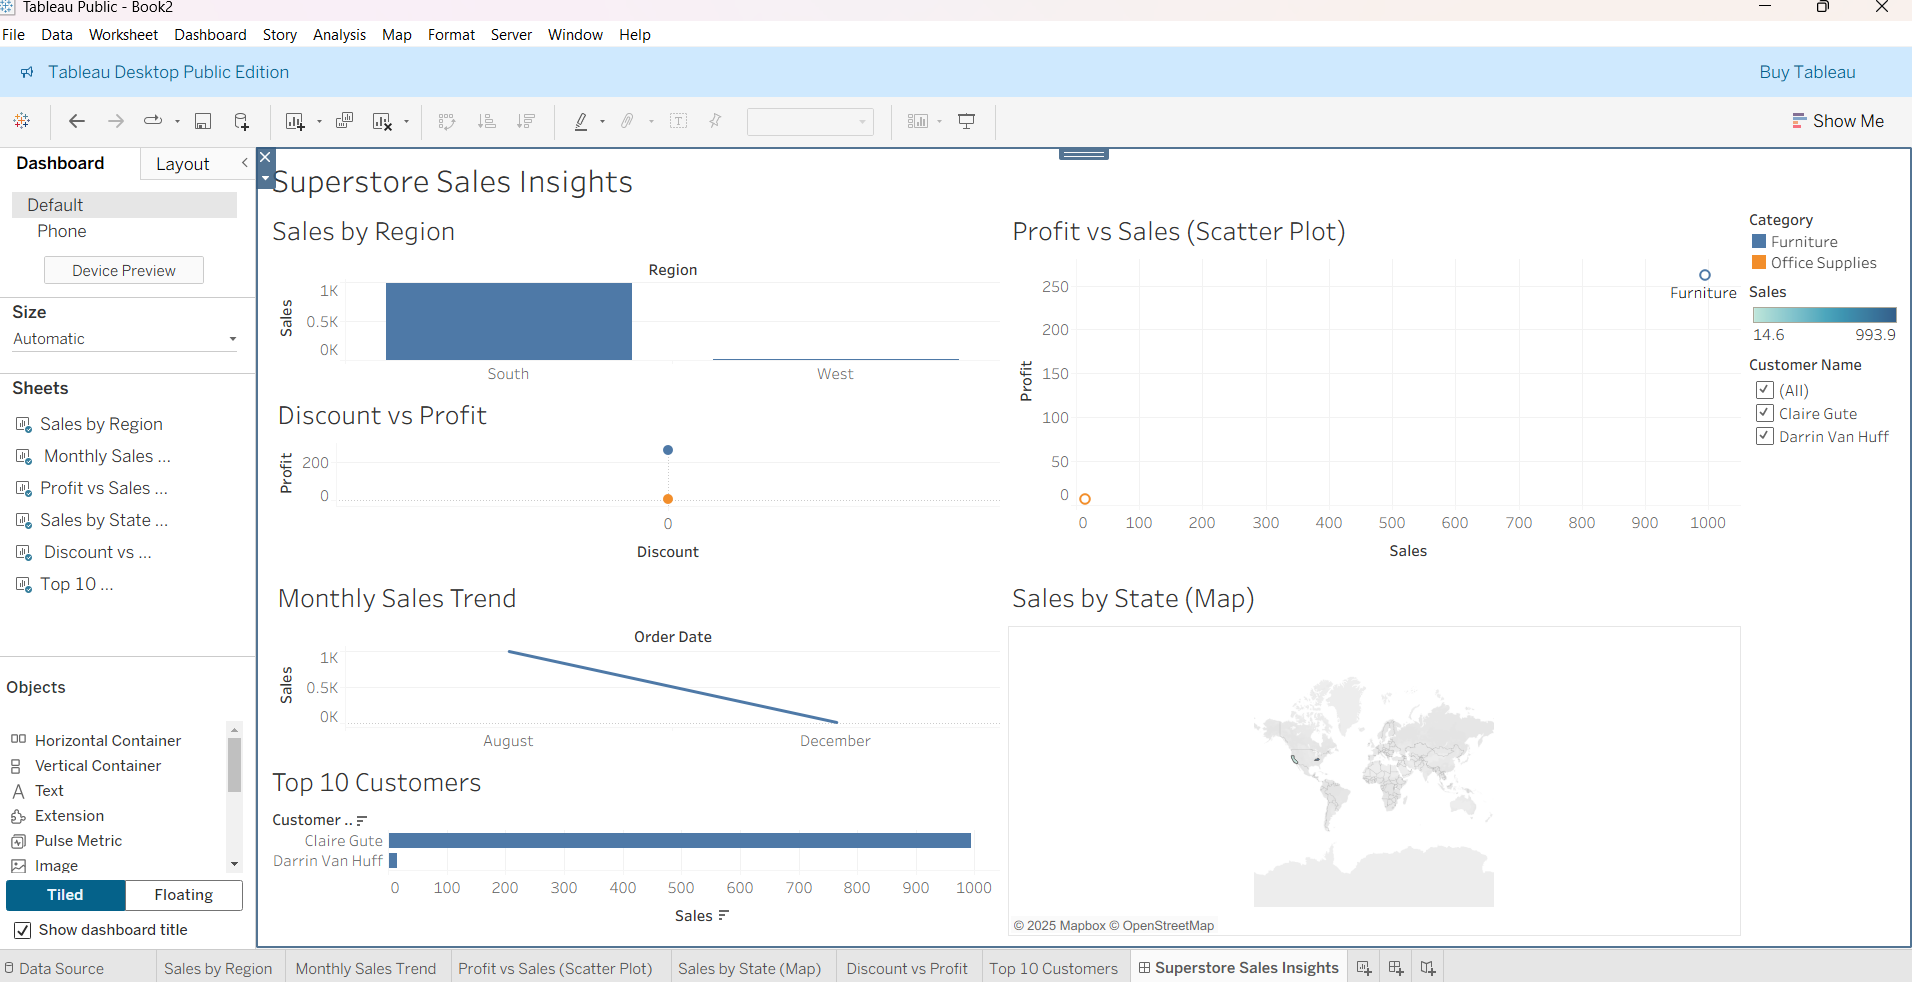 Tableau Public - Book2
File Data Worksheet Dashboard Story Analysis Map Format Server Window Help
Tableau Desktop Public Edition
Buy Tableau
Show Me
Dashboard
Layout
Default
Phone
Device Preview
Size
Automatic
Sheets
Sales by Region
Monthly Sales ...
Profit vs Sales ...
Sales by State ...
Discount vs ...
Top 10 ...
Objects
Horizontal Container
Vertical Container
Text
Extension
Pulse Metric
Image
Tiled
Floating
Show dashboard title
Superstore Sales Insights
Sales by Region
Region
Sales
1K
0.5K
0K
South West
Discount vs Profit
Profit
200
0
0
Discount
Monthly Sales Trend
Order Date
Sales
1K
0.5K
0K
August December
Top 10 Customers
Customer ..
Claire Gute
Darrin Van Huff
0 100 200 300 400 500 600 700 800 900 1000
Sales
Profit vs Sales (Scatter Plot)
Profit
250
200
150
100
50
0
Furniture
0 100 200 300 400 500 600 700 800 900 1000
Sales
Sales by State (Map)
© 2025 Mapbox © OpenStreetMap
Category
Furniture
Office Supplies
Sales
14.6 993.9
Customer Name
(All)
Claire Gute
Darrin Van Huff
Data Source Sales by Region Monthly Sales Trend Profit vs Sales (Scatter Plot) Sales by State (Map) Discount vs Profit Top 10 Customers Superstore Sales Insights